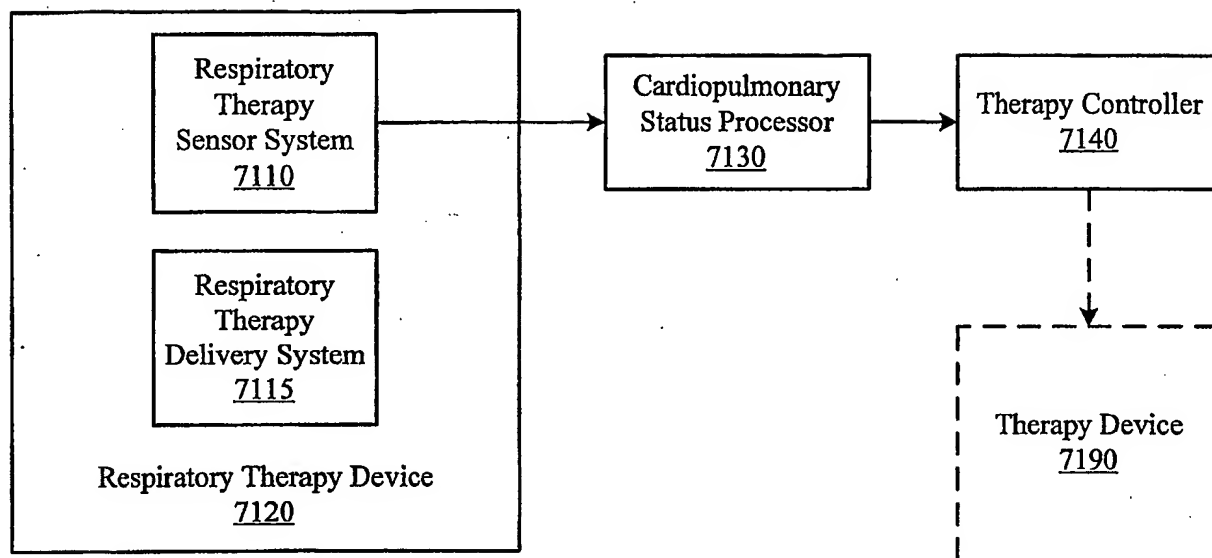 Respiratory
Therapy
Sensor System
7110
Respiratory
Therapy
Delivery System
7115
Respiratory Therapy Device
7120
Cardiopulmonary
Status Processor
7130
Therapy Controller
7140
Therapy Device
7190